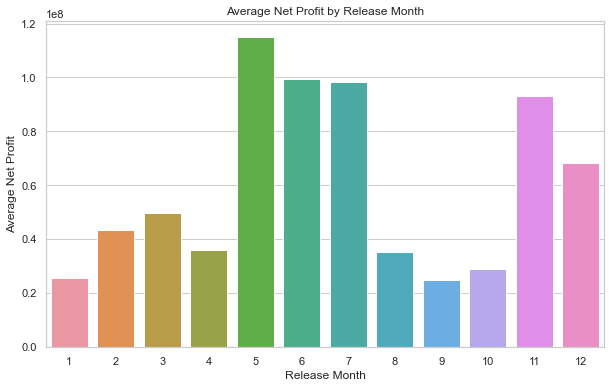 Average Net Profit by Release Month
1e8
1.2
1.0
0.8
0.6
0.4
0.2
0.0
Average Net Profit
1 2 3 4 5 6 7 8 9 10 11 12
Release Month